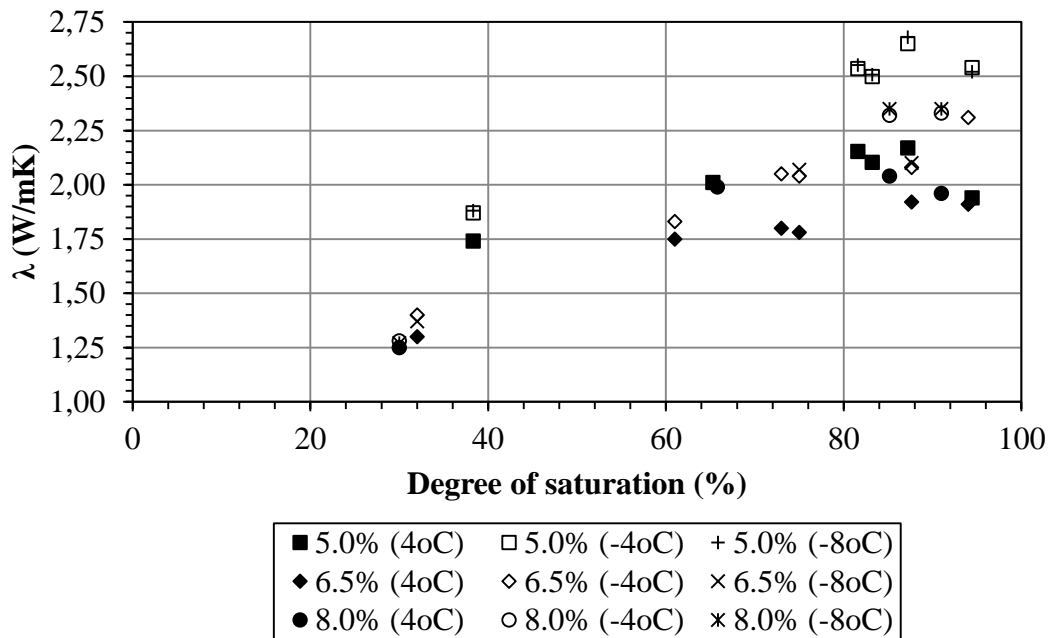 2,75
2,50
2,25
2,00
1,75
1,50
1,25
1,00
λ (W/mK)
0 20 40 60 80 100
Degree of saturation (%)
5.0% (4oC) 5.0% (-4oC) 5.0% (-8oC)
6.5% (4oC) 6.5% (-4oC) 6.5% (-8oC)
8.0% (4oC) 8.0% (-4oC) 8.0% (-8oC)